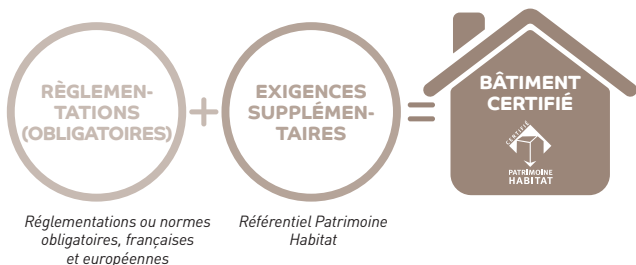 RÈGLEMEN-
TATIONS
(OBLIGATOIRES)
+
EXIGENCES
SUPPLÉMEN-
TAIRES
=
BÂTIMENT
CERTIFIÉ
CERTIFIÉ
PATRIMOINE
HABITAT
Réglementations ou normes
obligatoires, françaises
et européennes
Référentiel Patrimoine
Habitat